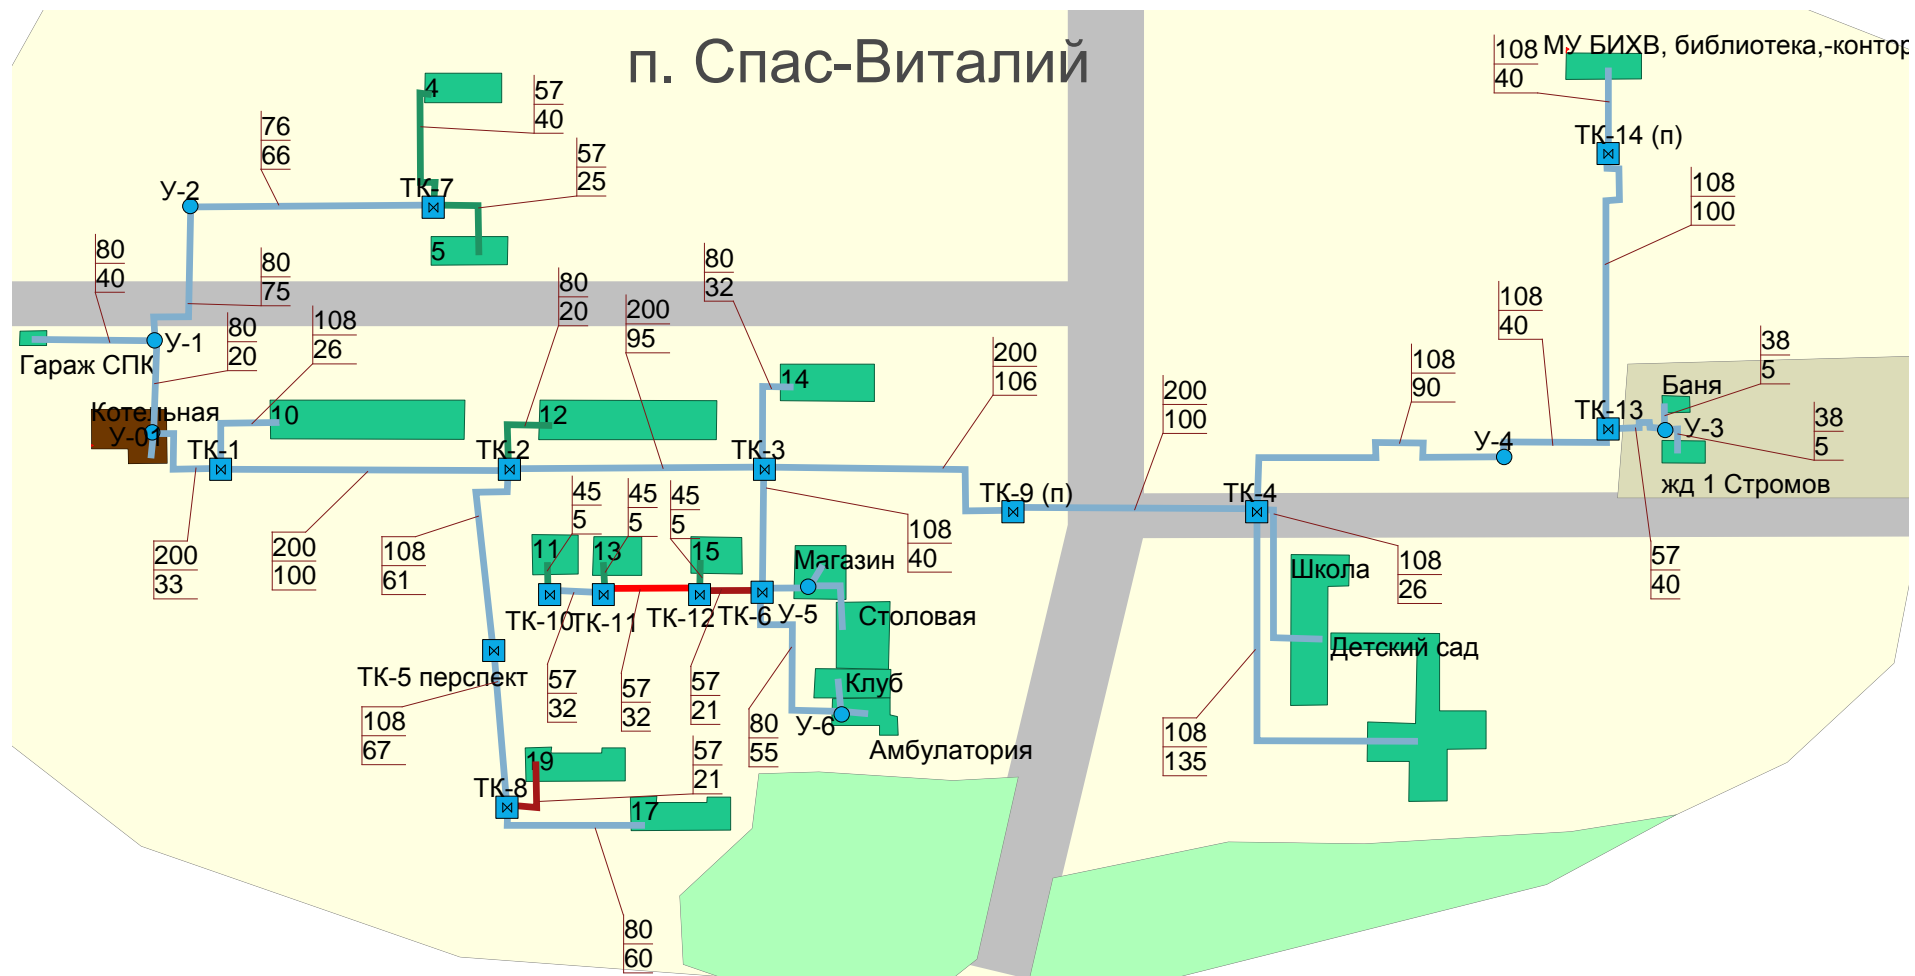 п. Спас-Виталий
108
40
МУ БИХВ, библиотека,-контор
4
57
40
76
66
ТК-14 (п)
57
25
У-2
ТК-7
108
100
5
80
40
80
75
80
32
80
20
200
95
108
40
108
26
80
20
У-1
Гараж СПК
200
106
108
90
38
5
14
Баня
200
100
Котельная
У-01
10
12
ТК-13
У-3
38
5
ТК-1
ТК-2
ТК-3
У-4
жд 1 Стромов
ТК-9 (п)
ТК-4
45
5
45
5
45
5
108
40
200
33
200
100
108
61
11
13
15
Магазин
108
26
57
40
Школа
ТК-10
ТК-11
ТК-12
ТК-6
У-5
Столовая
Детский сад
ТК-5 перспект
57
32
57
32
57
21
Клуб
108
67
80
55
У-6
108
135
57
21
Амбулатория
19
ТК-8
17
80
60